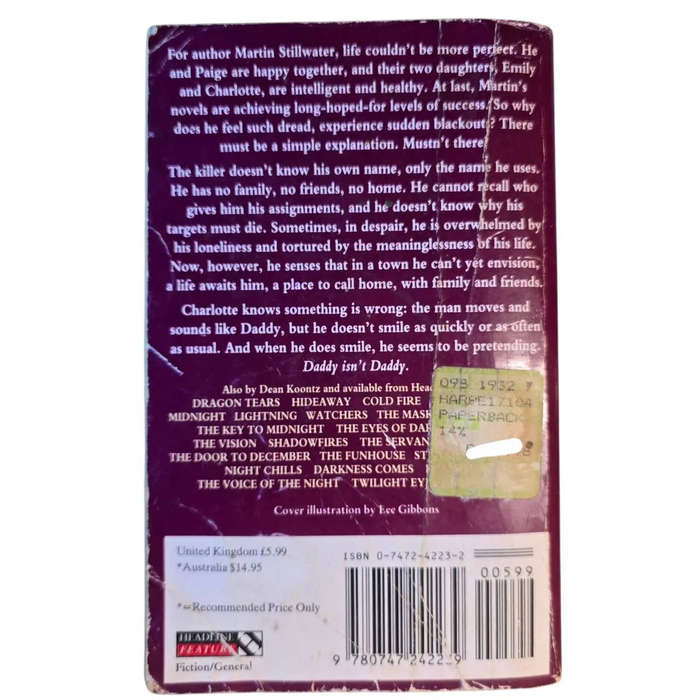 For author Martin Stillwater, life couldn't be more perfect. He
and Paige are happy together, and their two daughters, Emily
and Charlotte, are intelligent and healthy. At last, Martin's
novels are achieving long-hoped-for levels of success. So why
does he feel such dread, experience sudden blackouts? There
must be a simple explanation. Mustn't there?
The killer doesn't know his own name, only the name he uses.
He has no family, no friends, no home. He cannot recall who
gives him his assignments, and he doesn't know why his
targets must die. Sometimes, in despair, he is overwhelmed by
his loneliness and tortured by the meaninglessness of his life.
Now, however, he senses that in a town he can't yet envision,
a life awaits him, a place to call home, with family and friends.
Charlotte knows something is wrong: the man moves and
sounds like Daddy, but he doesn't smile as quickly or as often
as usual. And when he does smile, he seems to be pretending.
Daddy isn't Daddy.
Also by Dean Koontz and available from Head
DRAGON TEARS HIDEAWAY COLD FIRE
MIDNIGHT LIGHTNING WATCHERS THE MASK
THE KEY TO MIDNIGHT THE EYES OF DAR
THE VISION SHADOWFIRES THE SERVAN
THE DOOR TO DECEMBER THE FUNHOUSE ST
NIGHT CHILLS DARKNESS COMES
THE VOICE OF THE NIGHT TWILIGHT EY
098 1932 7
HARPE17104
PAPERBACK
14%
Cover illustration by Lee Gibbons
United Kingdom £5.99
*Australia $14.95
*=Recommended Price Only
HEADLINE
FEATURE
Fiction/General
ISBN 0-7472-4223-2
00599
9 780747 242239